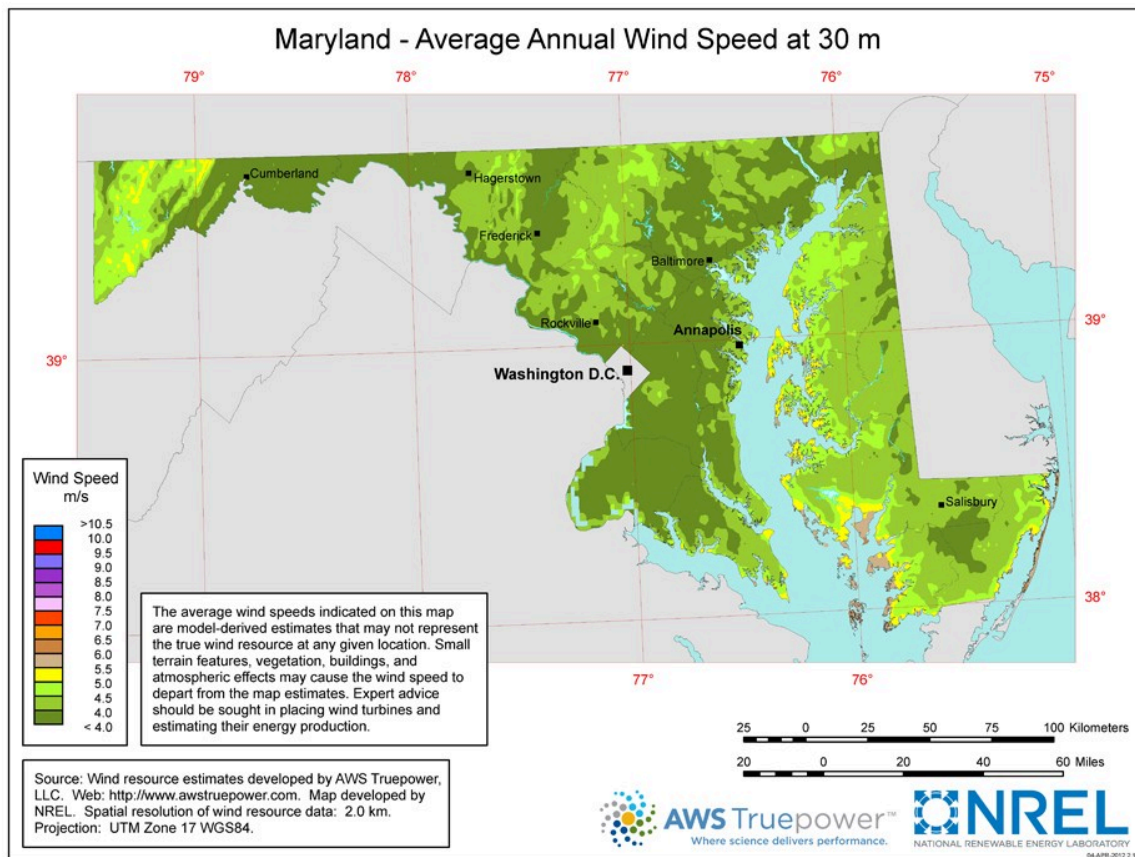 Maryland - Average Annual Wind Speed at 30 m
79°
78°
77°
76°
75°
Cumberland
Hagerstown
Frederick
Baltimore
Rockville
Annapolis
39°
39°
Washington D.C.
Salisbury
38°
77°
76°
Wind Speed
m/s
>10.5
10.0
9.5
9.0
8.5
8.0
7.5
7.0
6.5
6.0
5.5
5.0
4.5
4.0
< 4.0
The average wind speeds indicated on this map
are model-derived estimates that may not represent
the true wind resource at any given location. Small
terrain features, vegetation, buildings, and
atmospheric effects may cause the wind speed to
depart from the map estimates. Expert advice
should be sought in placing wind turbines and
estimating their energy production.
25 0 25 50 75 100 Kilometers
20 0 20 40 60 Miles
Source: Wind resource estimates developed by AWS Truepower,
LLC. Web: http://www.awstruepower.com. Map developed by
NREL. Spatial resolution of wind resource data: 2.0 km.
Projection: UTM Zone 17 WGS84.
AWS Truepower™
Where science delivers performance.
NREL
NATIONAL RENEWABLE ENERGY LABORATORY